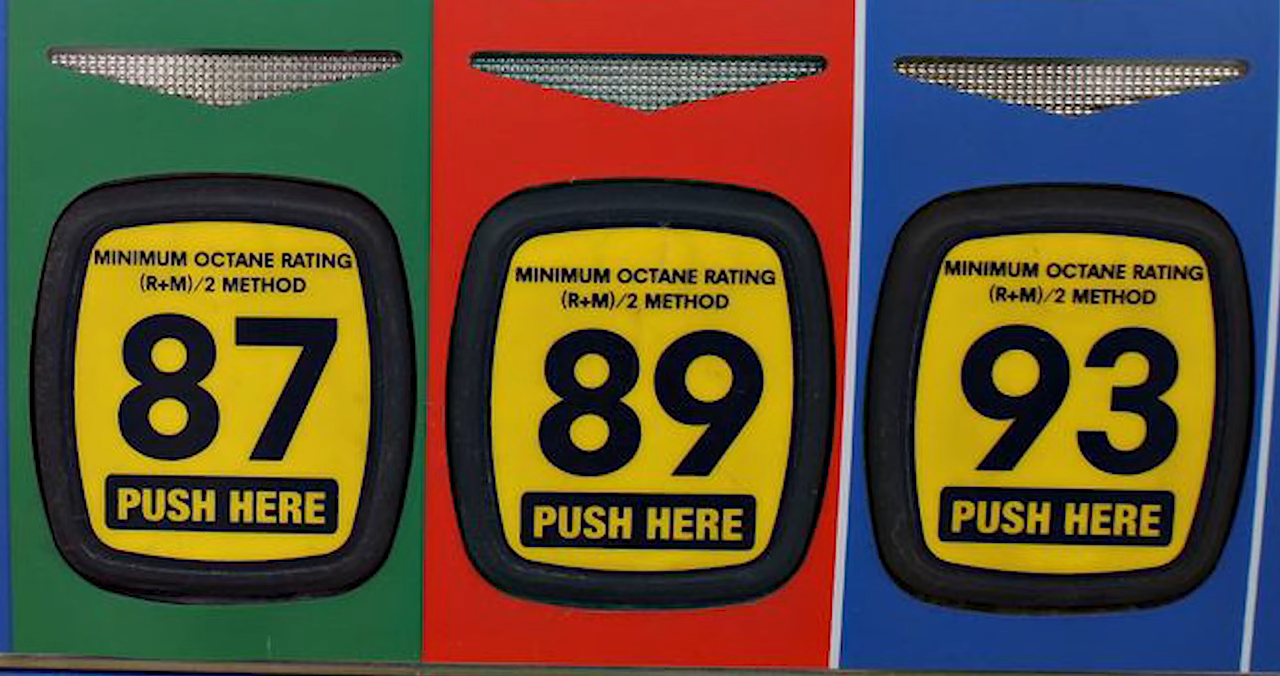 MINIMUM OCTANE RATING
(R+M)/2 METHOD
87
PUSH HERE
MINIMUM OCTANE RATING
(R+M)/2 METHOD
89
PUSH HERE
MINIMUM OCTANE RATING
(R+M)/2 METHOD
93
PUSH HERE